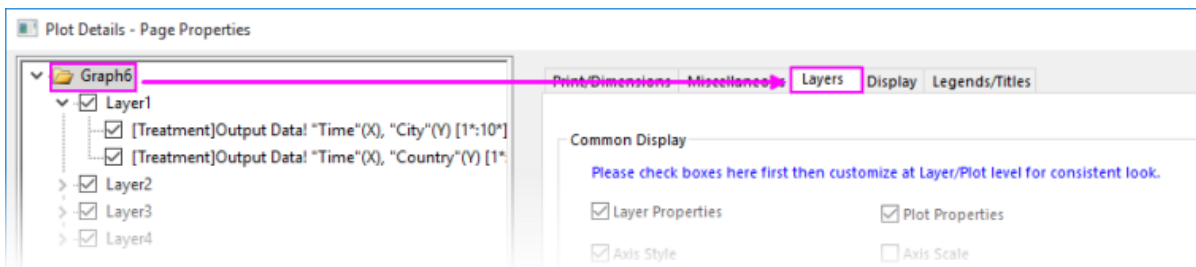 Plot Details - Page Properties
Graph6
Print/Dimensions Miscellaneous Layers Display Legends/Titles
Layer1
[Treatment]Output Data! "Time"(X), "City"(Y) [1*:10*]
[Treatment]Output Data! "Time"(X), "Country"(Y) [1*:
Layer2
Layer3
Layer4
Common Display
Please check boxes here first then customize at Layer/Plot level for consistent look.
Layer Properties
Plot Properties
Axis Style
Axis Scale